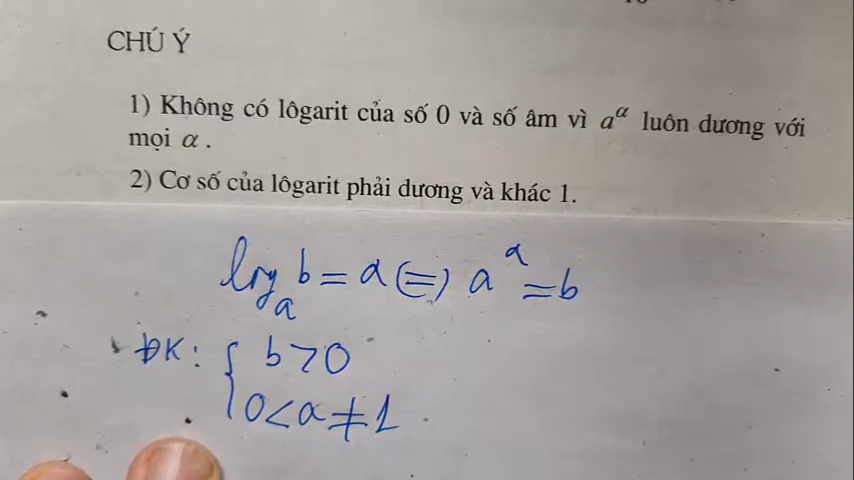 CHÚ Ý
1) Không có lôgarit của số 0 và số âm vì a^α luôn dương với
mọi α .
2) Cơ số của lôgarit phải dương và khác 1.
log_a b = α ⇔ a^α = b
ĐK: { b > 0
0 < a ≠ 1